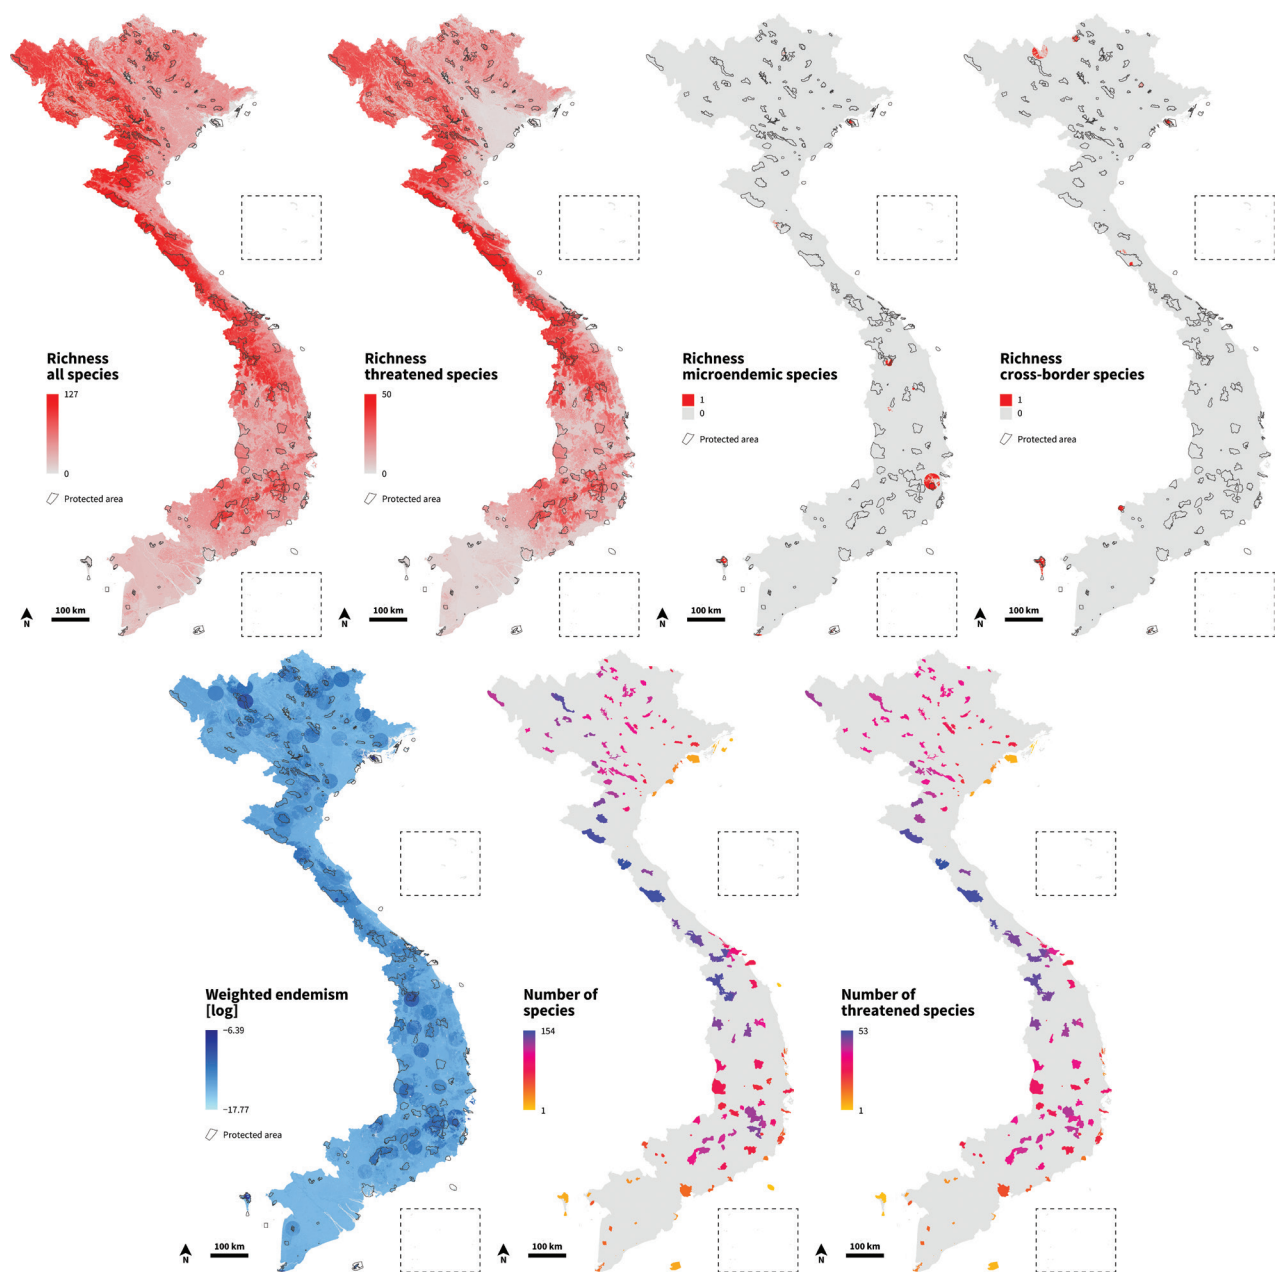 Richness
all species
127
0
Protected area
N
100 km
Richness
threatened species
50
0
Protected area
N
100 km
Richness
microendemic species
1
0
Protected area
N
100 km
Richness
cross-border species
1
0
Protected area
N
100 km
Weighted endemism
[log]
−6.39
−17.77
Protected area
N
100 km
Number of
species
154
1
N
100 km
Number of
threatened species
53
1
N
100 km